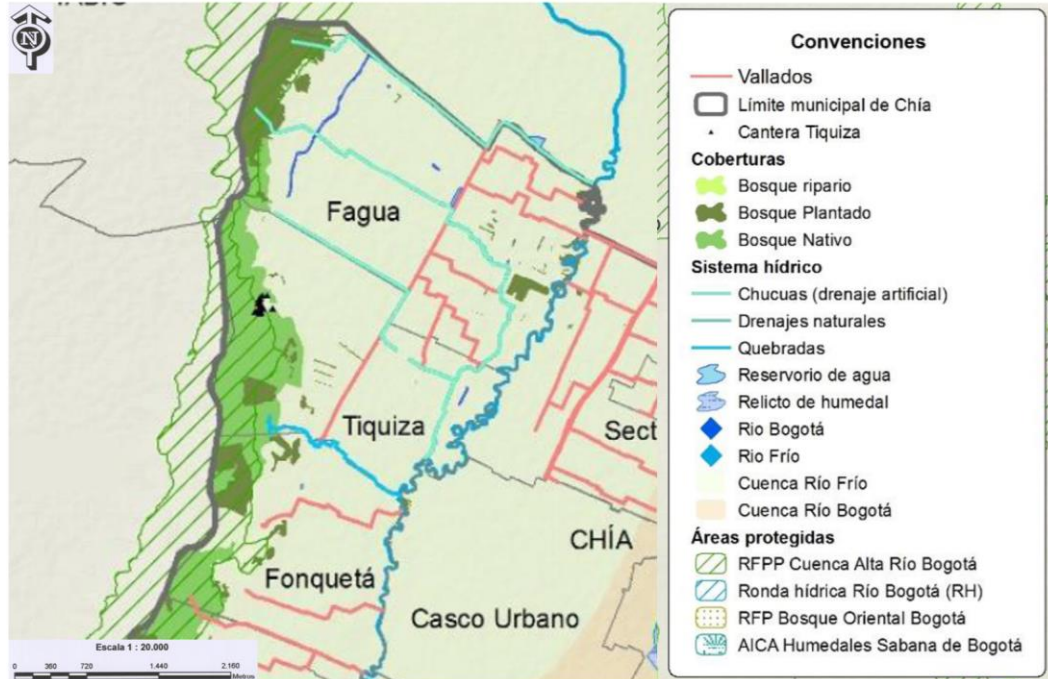 N
Fagua
Tiquiza
Sect
CHÍA
Fonquetá
Casco Urbano
Escala 1 : 20.000
0 360 720 1.440 2.160
Metros
Convenciones
Vallados
Límite municipal de Chía
Cantera Tiquiza
Coberturas
Bosque ripario
Bosque Plantado
Bosque Nativo
Sistema hídrico
Chucuas (drenaje artificial)
Drenajes naturales
Quebradas
Reservorio de agua
Relicto de humedal
Rio Bogotá
Rio Frío
Cuenca Río Frío
Cuenca Río Bogotá
Áreas protegidas
RFPP Cuenca Alta Río Bogotá
Ronda hídrica Río Bogotá (RH)
RFP Bosque Oriental Bogotá
AICA Humedales Sabana de Bogotá